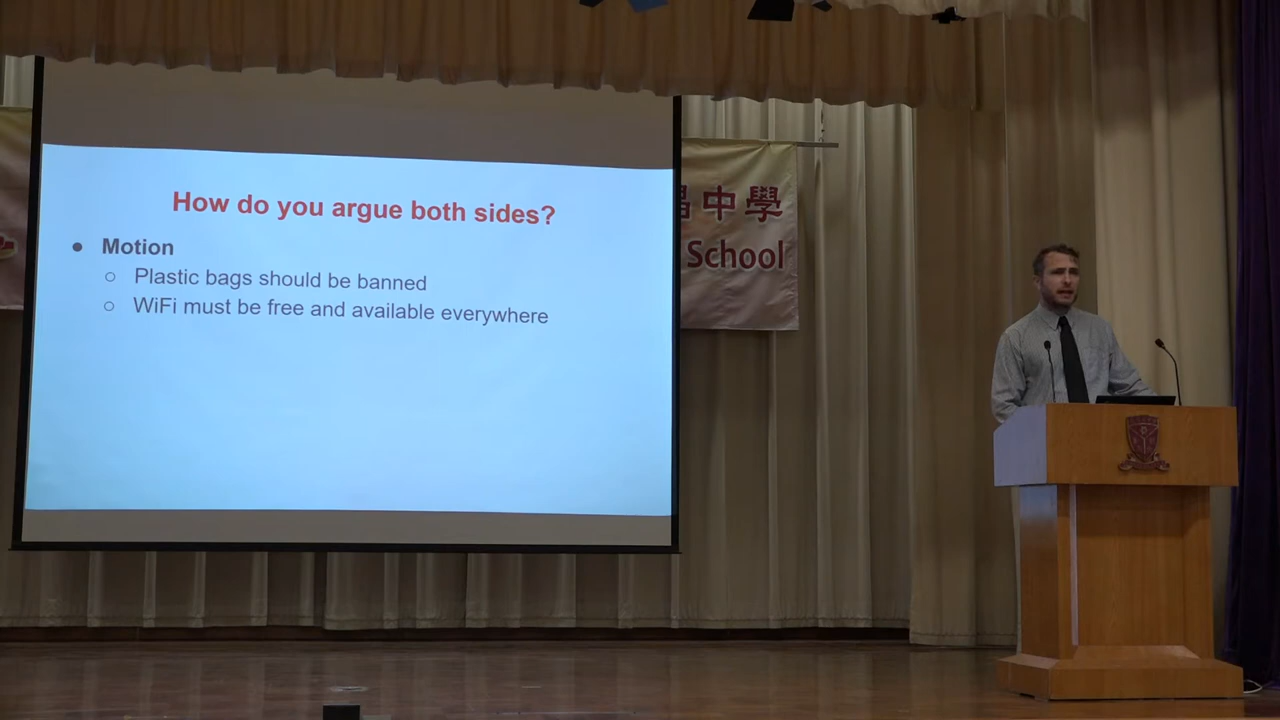 How do you argue both sides?
● Motion
○ Plastic bags should be banned
○ WiFi must be free and available everywhere
中學
School